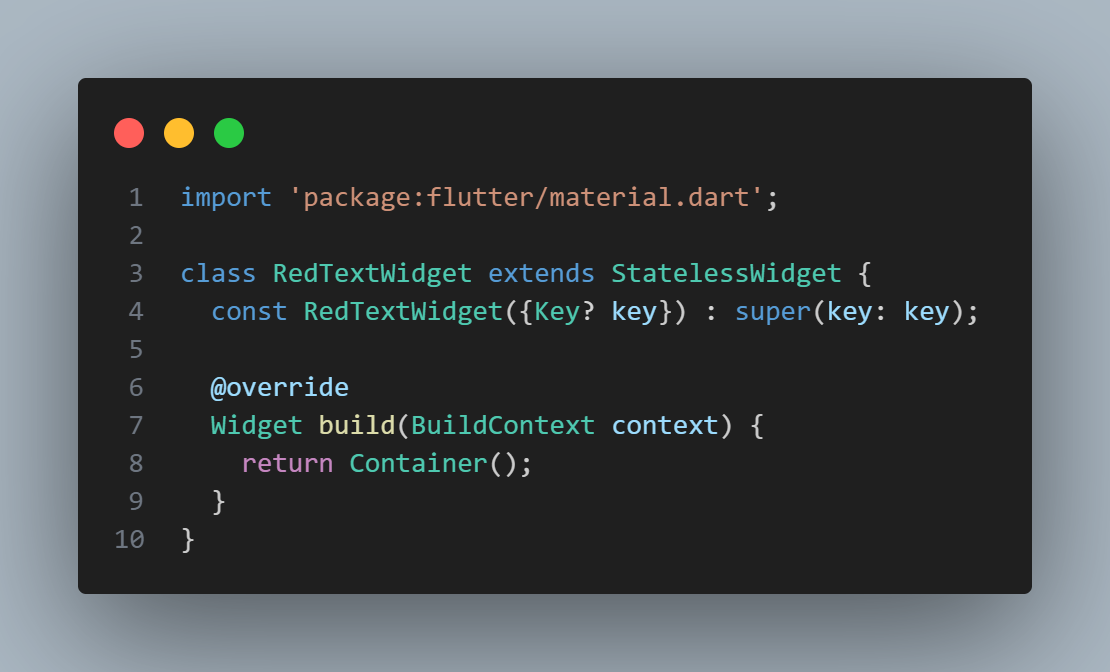 1 import 'package:flutter/material.dart';
2
3 class RedTextWidget extends StatelessWidget {
4   const RedTextWidget({Key? key}) : super(key: key);
5
6   @override
7   Widget build(BuildContext context) {
8     return Container();
9   }
10 }